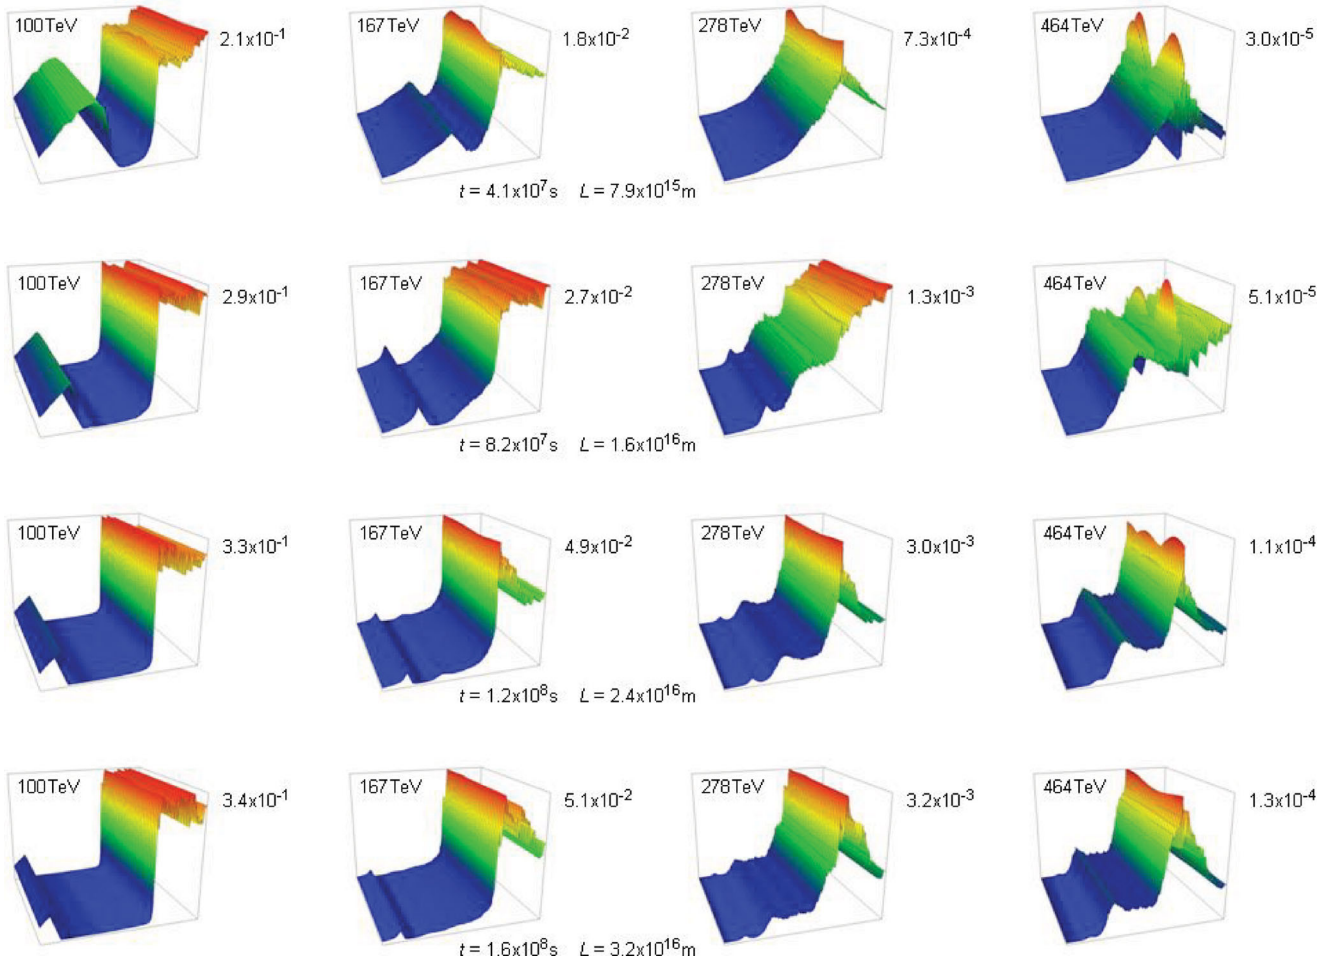 100TeV 2.1x10⁻¹ 167TeV 1.8x10⁻² 278TeV 7.3x10⁻⁴ 464TeV 3.0x10⁻⁵
t = 4.1x10⁷s L = 7.9x10¹⁵m
100TeV 2.9x10⁻¹ 167TeV 2.7x10⁻² 278TeV 1.3x10⁻³ 464TeV 5.1x10⁻⁵
t = 8.2x10⁷s L = 1.6x10¹⁶m
100TeV 3.3x10⁻¹ 167TeV 4.9x10⁻² 278TeV 3.0x10⁻³ 464TeV 1.1x10⁻⁴
t = 1.2x10⁸s L = 2.4x10¹⁶m
100TeV 3.4x10⁻¹ 167TeV 5.1x10⁻² 278TeV 3.2x10⁻³ 464TeV 1.3x10⁻⁴
t = 1.6x10⁸s L = 3.2x10¹⁶m